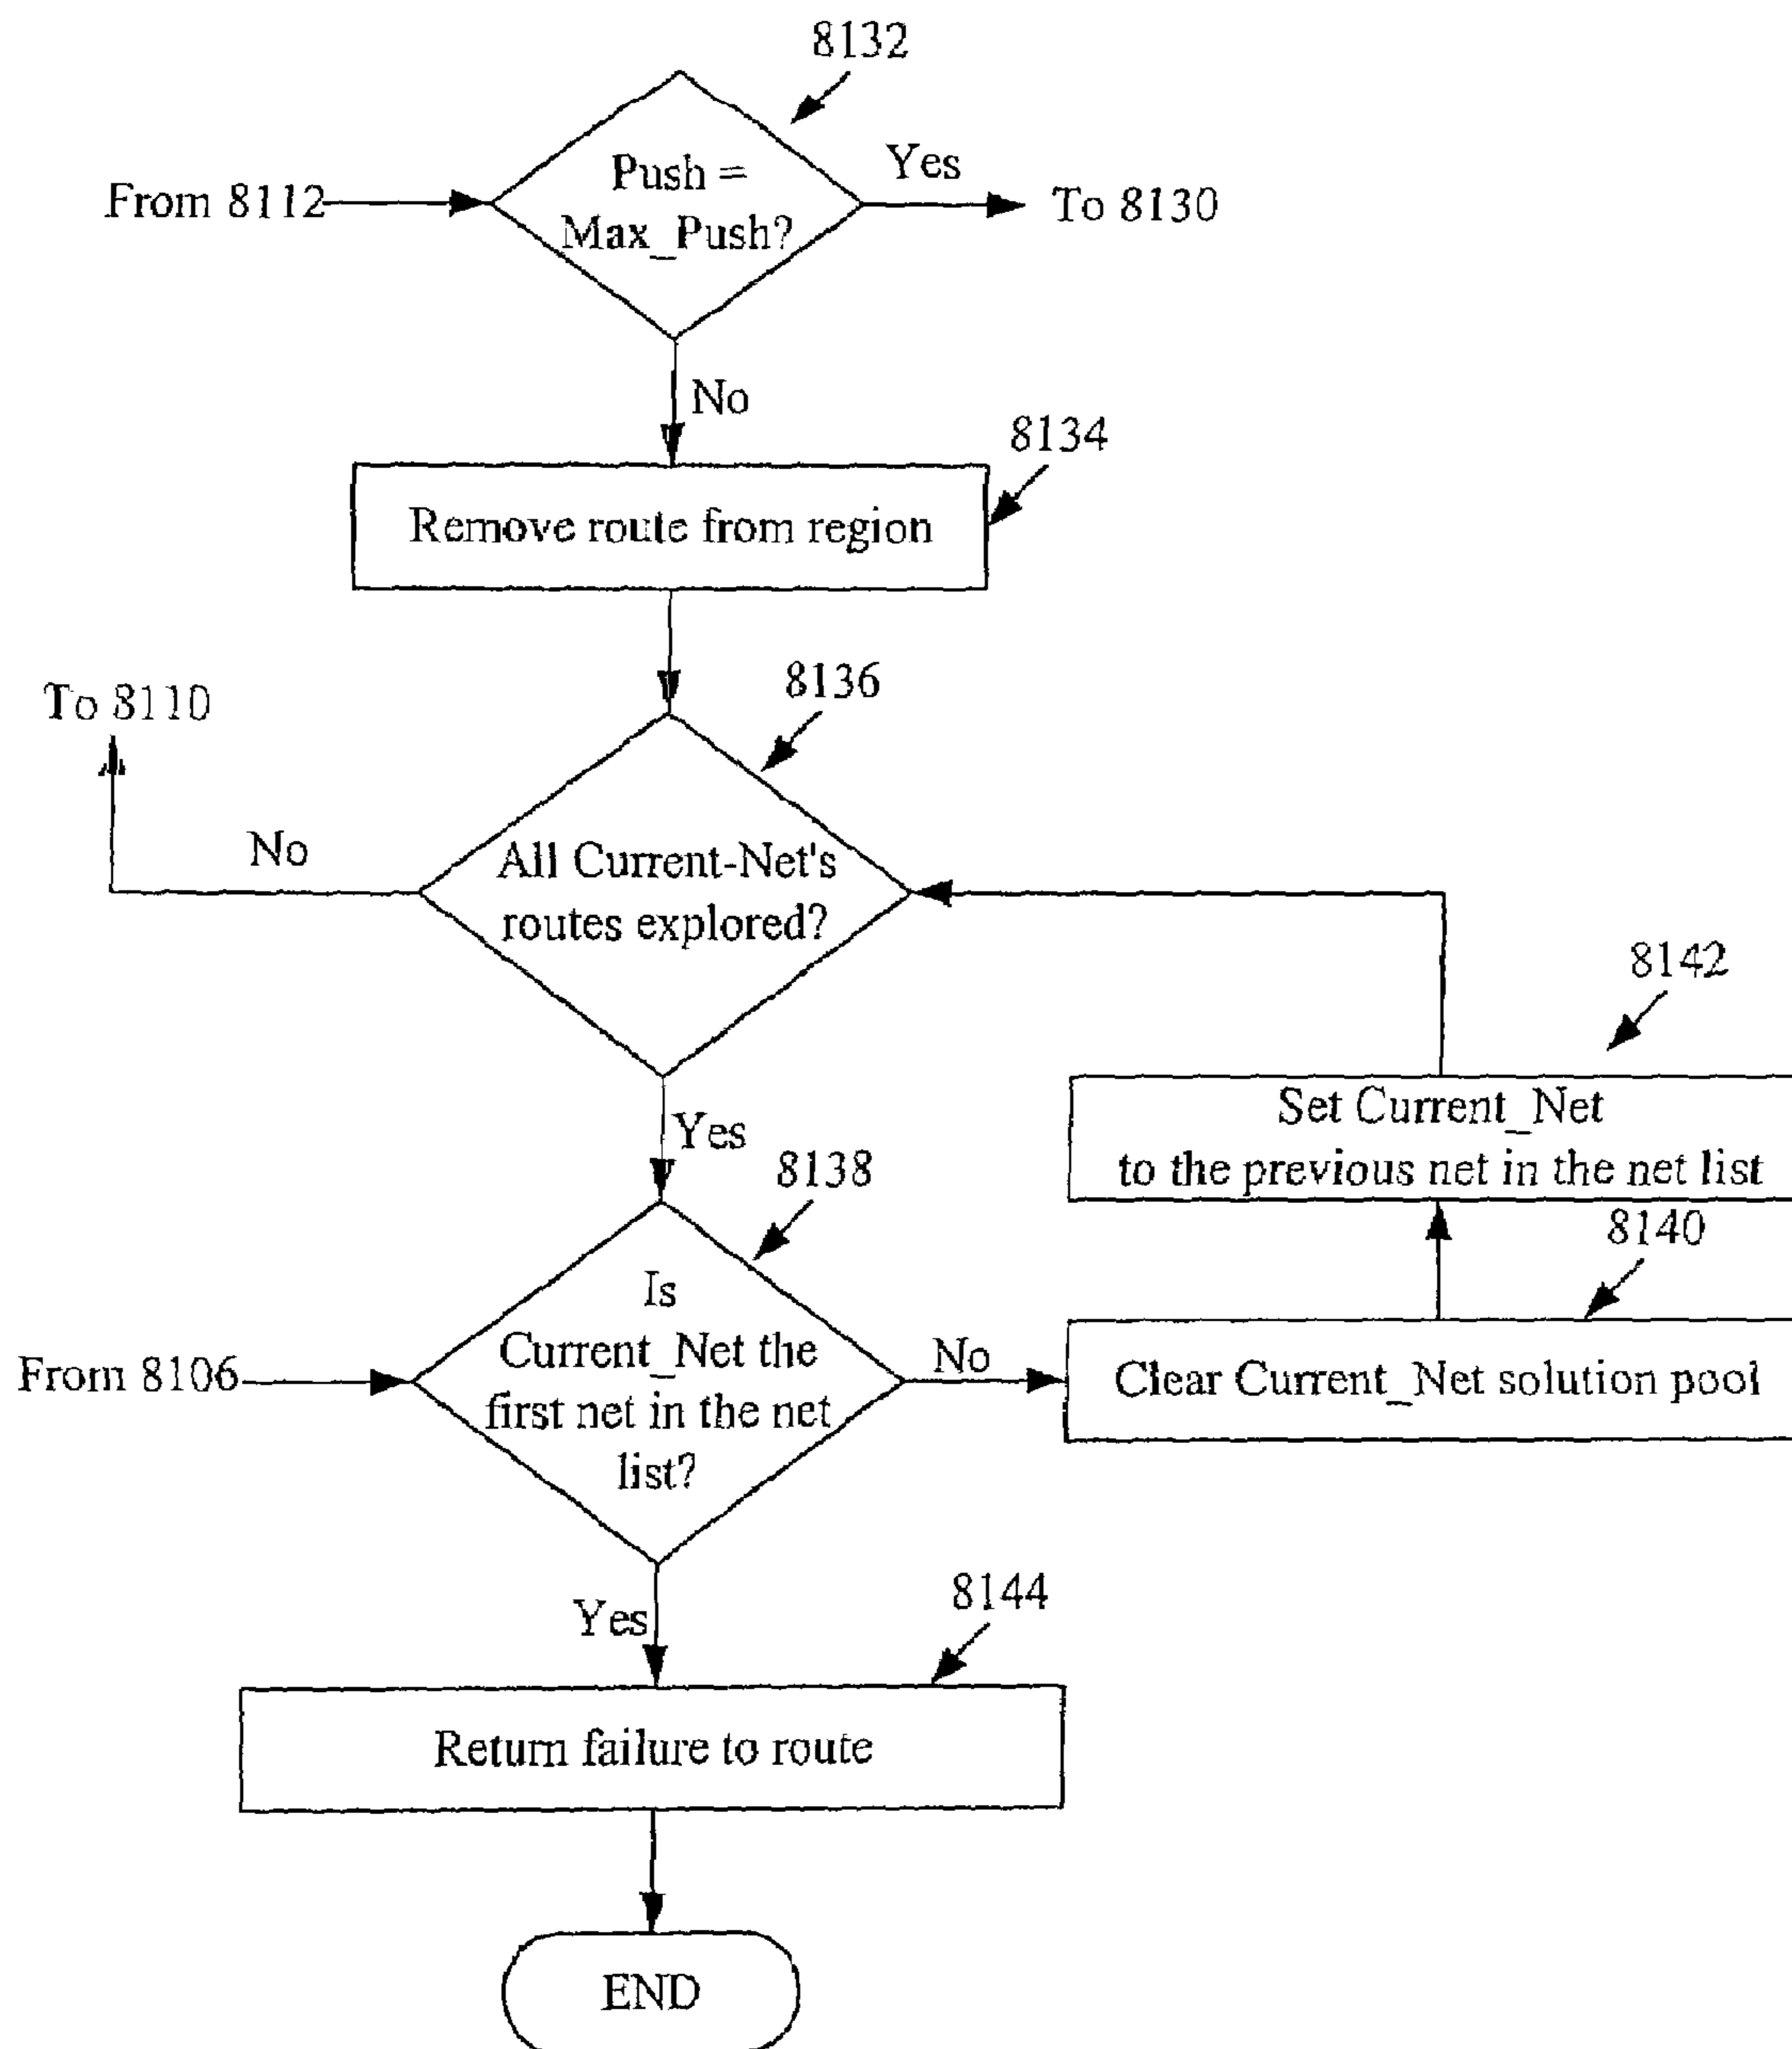 8132
Push =
Max_Push?
From 8112
Yes
To 8130
No
8134
Remove route from region
To 8110
8136
No
All Current-Net's
routes explored?
8142
Set Current_Net
to the previous net in the net list
Yes
8138
8140
Is
Current_Net the
first net in the net
list?
From 8106
No
Clear Current_Net solution pool
Yes
8144
Return failure to route
END